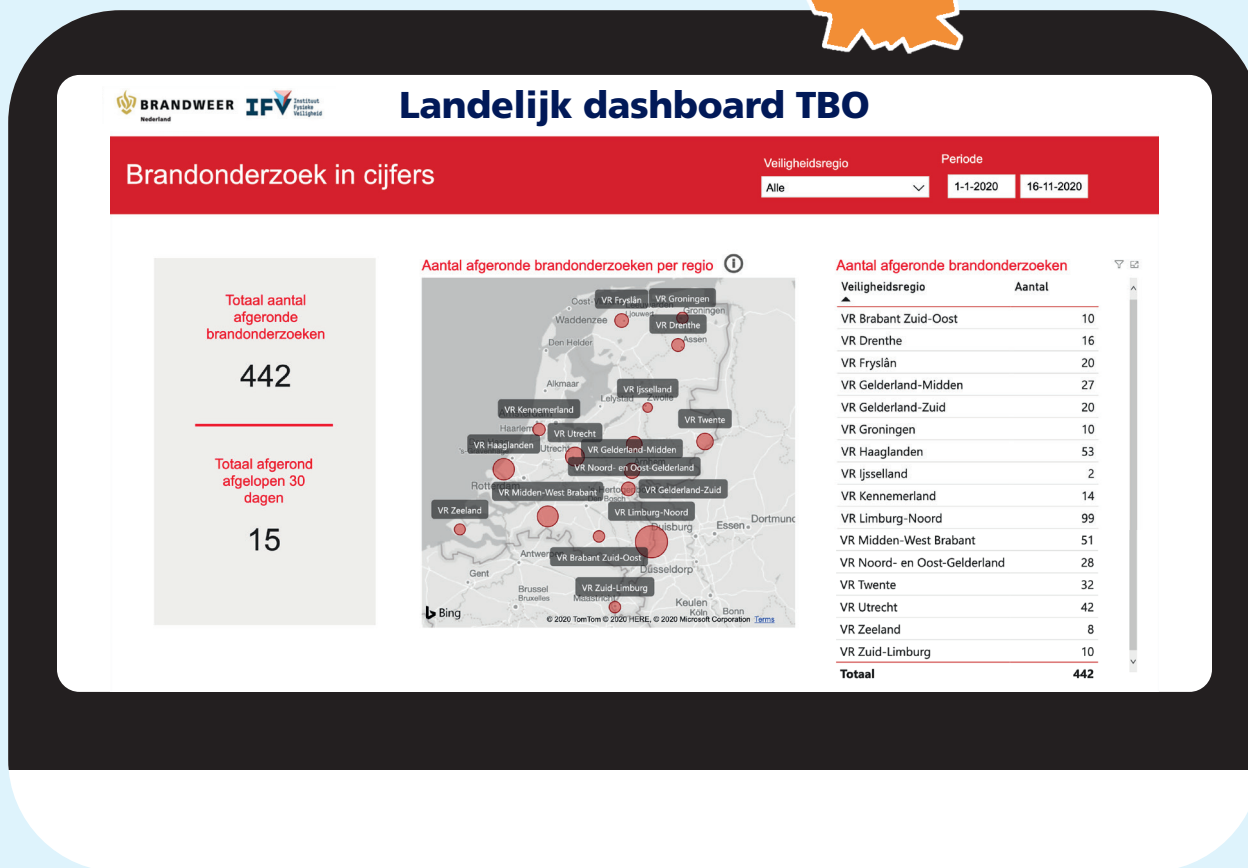 BRANDWEER
Nederland
IFV Instituut
Fysieke
Veiligheid
Landelijk dashboard TBO
Brandonderzoek in cijfers
Veiligheidsregio
Alle
Periode
1-1-2020 16-11-2020
Totaal aantal
afgeronde
brandonderzoeken
442
Totaal afgerond
afgelopen 30
dagen
15
Aantal afgeronde brandonderzoeken per regio
VR Fryslân
VR Groningen
Groningen
Waddenzee
VR Drenthe
Assen
Den Helder
Alkmaar
VR Ijsselland
Lelystad Zwolle
VR Kennemerland
VR Twente
Haarlem
VR Utrecht
VR Haaglanden
Utrecht
VR Gelderland-Midden
Arnhem
VR Noord- en Oost-Gelderland
Rotterdam
VR Midden-West Brabant
VR Gelderland-Zuid
VR Zeeland
VR Limburg-Noord
Duisburg
Essen
Dortmund
Antwerpen
VR Brabant Zuid-Oost
Düsseldorp
Gent
Brussel
Bruxelles
VR Zuid-Limburg
Maastricht
Keulen
Köln
Bonn
Bing
© 2020 TomTom © 2020 HERE, © 2020 Microsoft Corporation Terms
Aantal afgeronde brandonderzoeken
Veiligheidsregio Aantal
VR Brabant Zuid-Oost 10
VR Drenthe 16
VR Fryslân 20
VR Gelderland-Midden 27
VR Gelderland-Zuid 20
VR Groningen 10
VR Haaglanden 53
VR Ijsselland 2
VR Kennemerland 14
VR Limburg-Noord 99
VR Midden-West Brabant 51
VR Noord- en Oost-Gelderland 28
VR Twente 32
VR Utrecht 42
VR Zeeland 8
VR Zuid-Limburg 10
Totaal 442